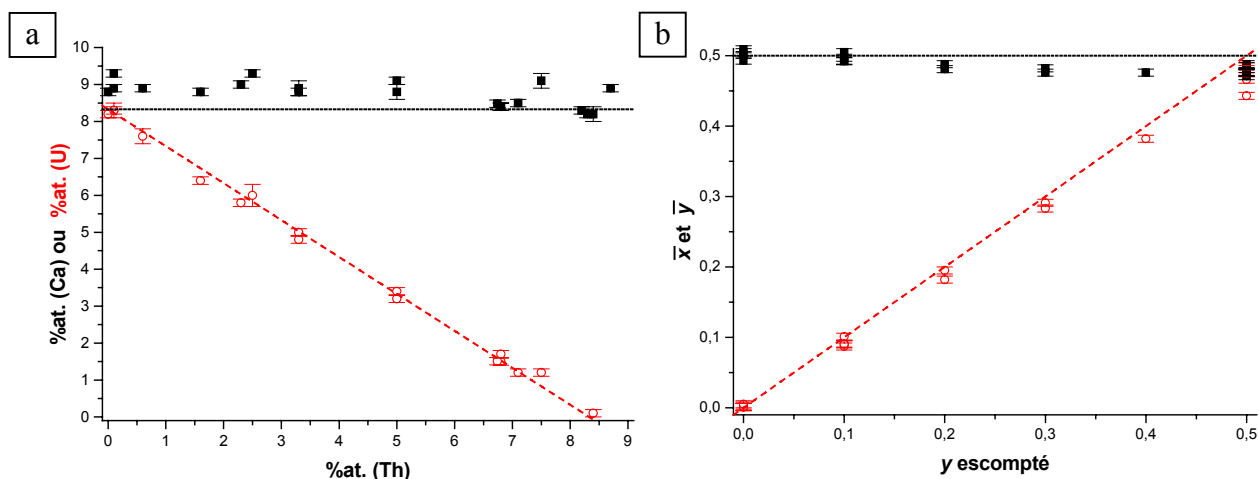 a
10
9
8
7
6
5
4
3
2
1
0
%at. (Ca) ou %at. (U)
0 1 2 3 4 5 6 7 8 9
%at. (Th)
b
0,5
0,4
0,3
0,2
0,1
0,0
x̅ et y̅
0,0 0,1 0,2 0,3 0,4 0,5
y escompté